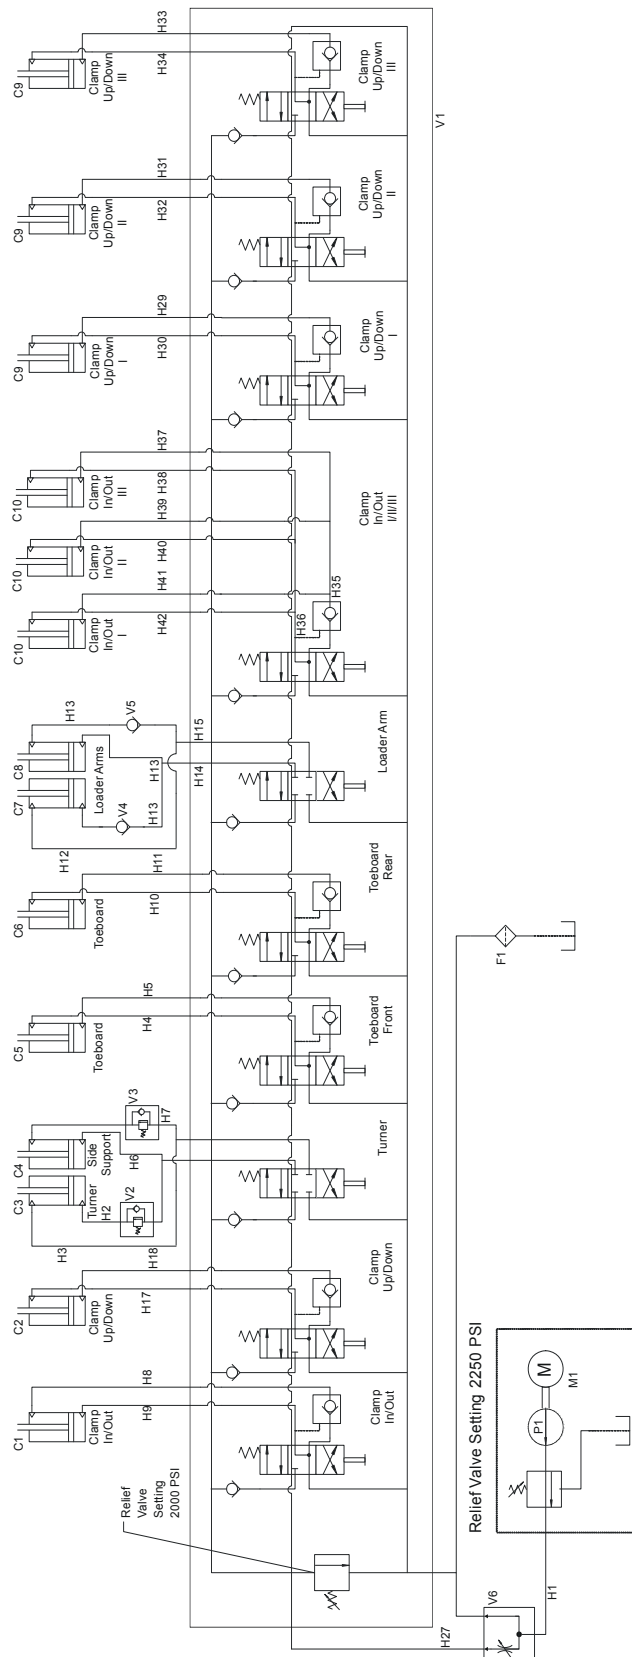 H33
H34
C9
Clamp
Up/Down
III
Clamp
Up/Down
III
V1
H31
H32
C9
Clamp
Up/Down
II
Clamp
Up/Down
II
H29
H30
C9
Clamp
Up/Down
I
Clamp
Up/Down
I
H37
H38
C10
Clamp
In/Out
III
H39
H40
C10
Clamp
In/Out
II
H41
H42
C10
Clamp
In/Out
I
Clamp
In/Out
I/II/III
H35
H36
H13
V5
H15
C8
C7
Loader Arms
H13
H14
V4
H13
H12
H11
Loader Arm
C6
Toeboard
H10
Toeboard
Rear
H5
H4
C5
Toeboard
Toeboard
Front
V3
H7
C4
Side
Support
H6
C3
Turner
V2
H2
H3
H18
Turner
C2
Clamp
Up/Down
H17
Clamp
Up/Down
H8
H9
C1
Clamp
In/Out
Clamp
In/Out
Relief
Valve
Setting
2000 PSI
F1
Relief Valve Setting 2250 PSI
M
M1
P1
H1
V6
H27